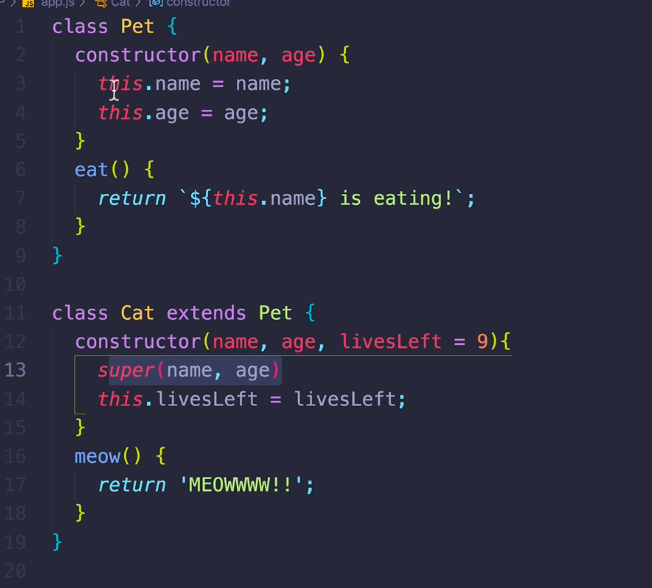 app.js > Cat > constructor
1 class Pet {
2 constructor(name, age) {
3 this.name = name;
4 this.age = age;
5 }
6 eat() {
7 return `${this.name} is eating!`;
8 }
9 }
10
11 class Cat extends Pet {
12 constructor(name, age, livesLeft = 9){
13 super(name, age)
14 this.livesLeft = livesLeft;
15 }
16 meow() {
17 return 'MEOWWWW!!';
18 }
19 }
20